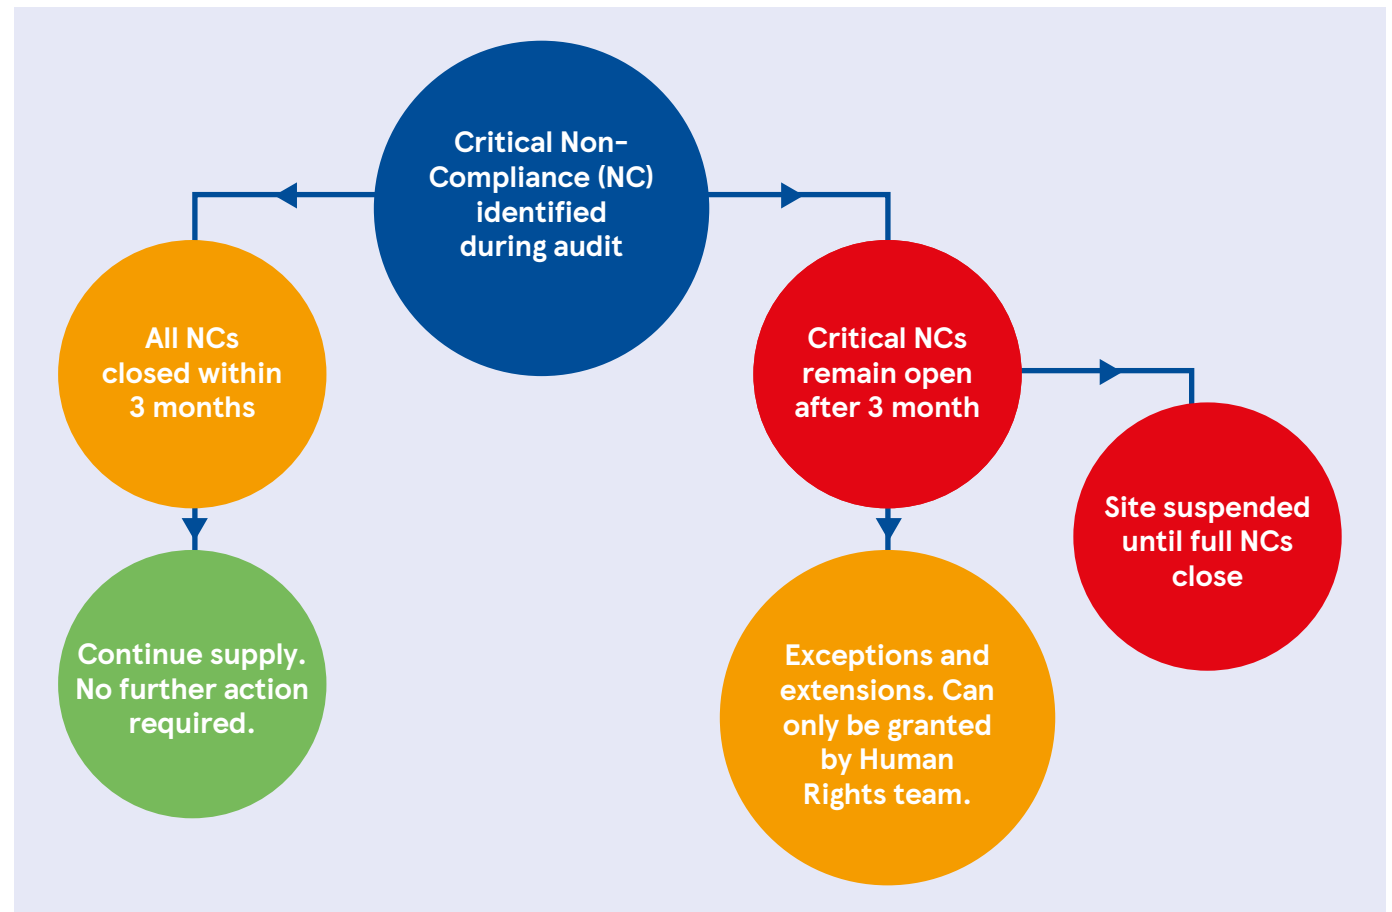 Critical Non-
Compliance (NC)
identified
during audit
All NCs
closed within
3 months
Critical NCs
remain open
after 3 month
Site suspended
until full NCs
close
Continue supply.
No further action
required.
Exceptions and
extensions. Can
only be granted
by Human
Rights team.